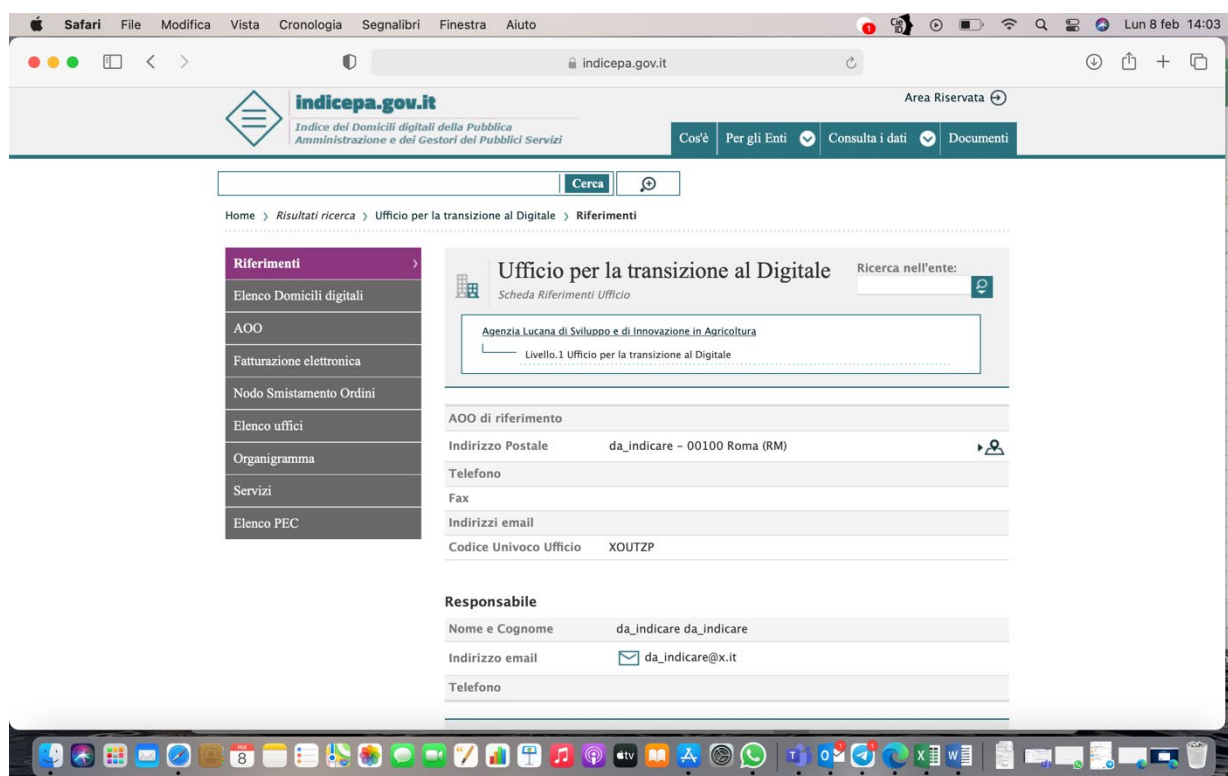 Safari File Modifica Vista Cronologia Segnalibri Finestra Aiuto
1
Lun 8 feb 14:03
indicepa.gov.it
indicepa.gov.it
Indice dei Domicili digitali della Pubblica
Amministrazione e dei Gestori dei Pubblici Servizi
Area Riservata
Cos'è Per gli Enti Consulta i dati Documenti
Cerca
Home > Risultati ricerca > Ufficio per la transizione al Digitale > Riferimenti
Riferimenti
Elenco Domicili digitali
AOO
Fatturazione elettronica
Nodo Smistamento Ordini
Elenco uffici
Organigramma
Servizi
Elenco PEC
Ufficio per la transizione al Digitale
Scheda Riferimenti Ufficio
Ricerca nell'ente:
Agenzia Lucana di Sviluppo e di Innovazione in Agricoltura
Livello.1 Ufficio per la transizione al Digitale
AOO di riferimento
Indirizzo Postale da_indicare – 00100 Roma (RM)
Telefono
Fax
Indirizzi email
Codice Univoco Ufficio XOUTZP
Responsabile
Nome e Cognome da_indicare da_indicare
Indirizzo email da_indicare@x.it
Telefono
FEB
8
tv